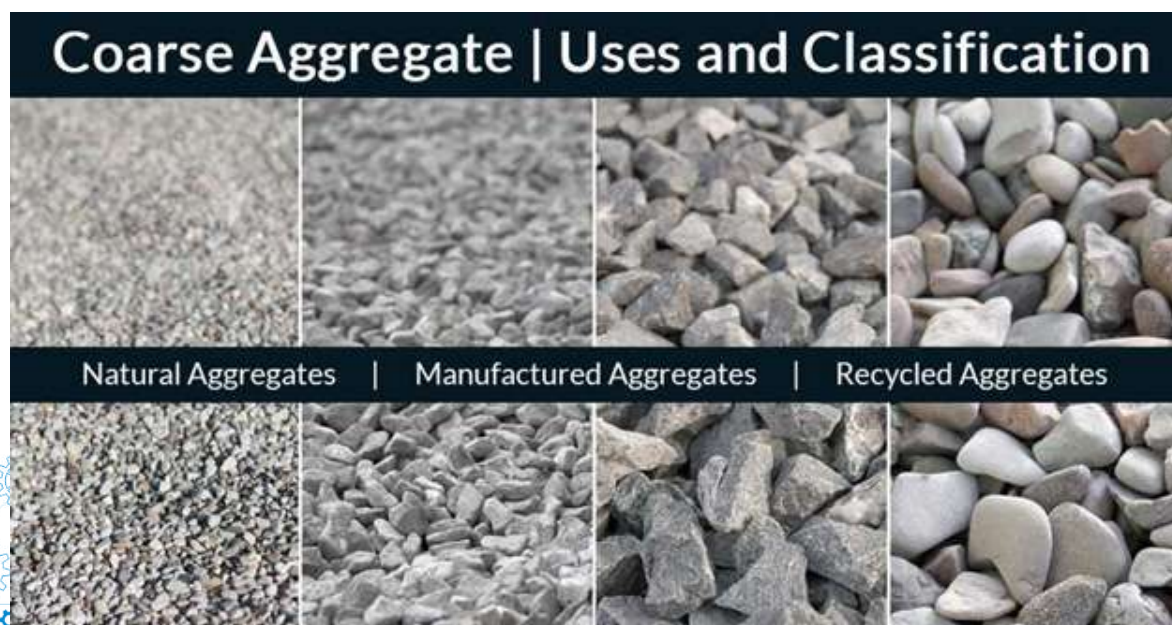 Coarse Aggregate | Uses and Classification
Natural Aggregates | Manufactured Aggregates | Recycled Aggregates